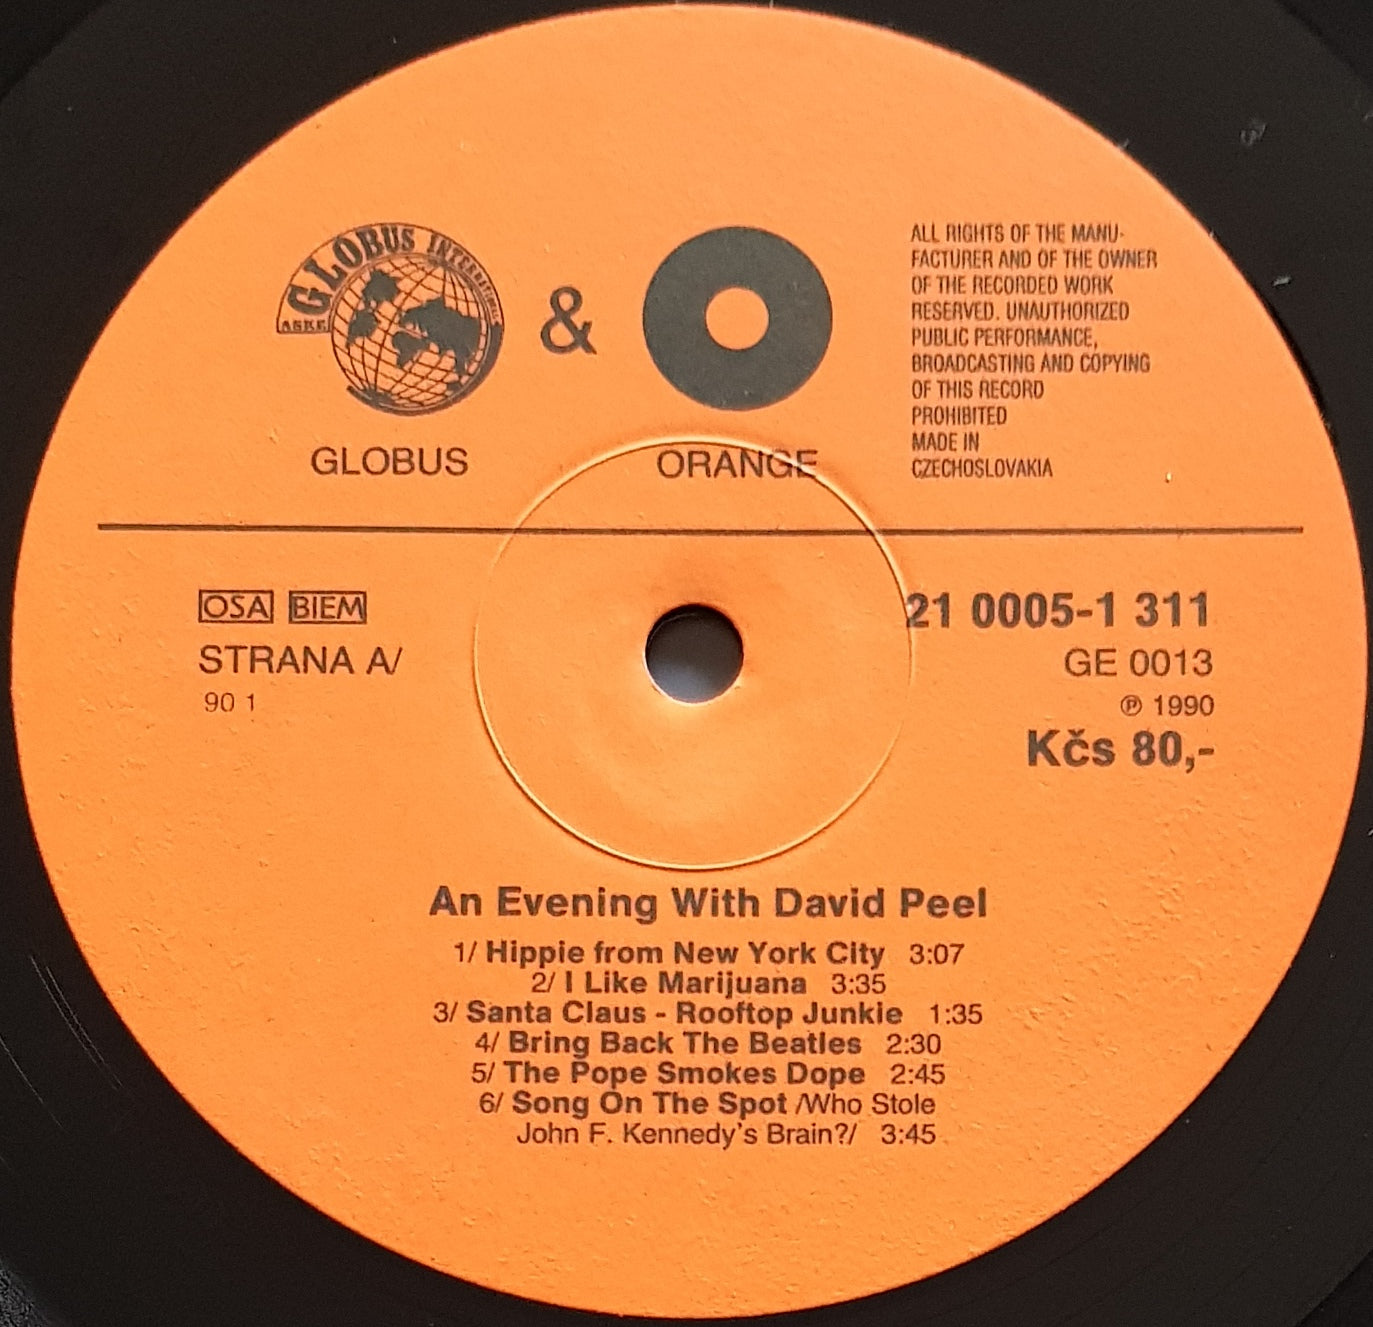 GLOBUS INTERNATIONAL
&
GLOBUS
ORANGE
ALL RIGHTS OF THE MANU-
FACTURER AND OF THE OWNER
OF THE RECORDED WORK
RESERVED. UNAUTHORIZED
PUBLIC PERFORMANCE,
BROADCASTING AND COPYING
OF THIS RECORD
PROHIBITED
MADE IN
CZECHOSLOVAKIA
OSA BIEM
STRANA A/
90 1
21 0005-1 311
GE 0013
℗ 1990
Kčs 80,-
An Evening With David Peel
1/ Hippie from New York City 3:07
2/ I Like Marijuana 3:35
3/ Santa Claus - Rooftop Junkie 1:35
4/ Bring Back The Beatles 2:30
5/ The Pope Smokes Dope 2:45
6/ Song On The Spot /Who Stole
John F. Kennedy's Brain?/ 3:45